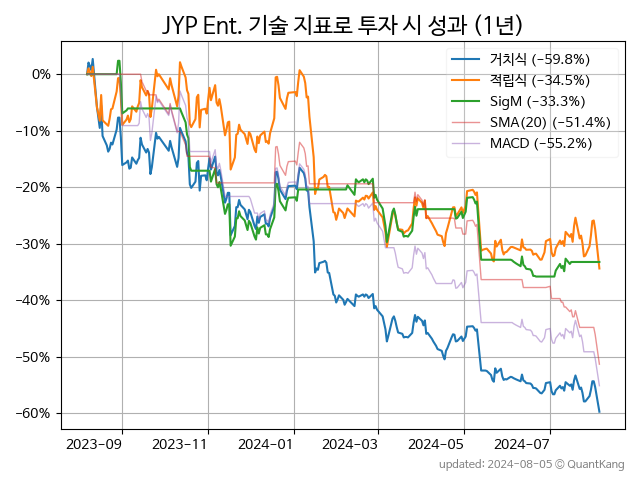 JYP Ent. 기술 지표로 투자 시 성과 (1년)
거치식 (−59.8%)
적립식 (−34.5%)
SigM (−33.3%)
SMA(20) (−51.4%)
MACD (−55.2%)
0%
−10%
−20%
−30%
−40%
−50%
−60%
2023-09 2023-11 2024-01 2024-03 2024-05 2024-07
updated: 2024-08-05 © QuantKang